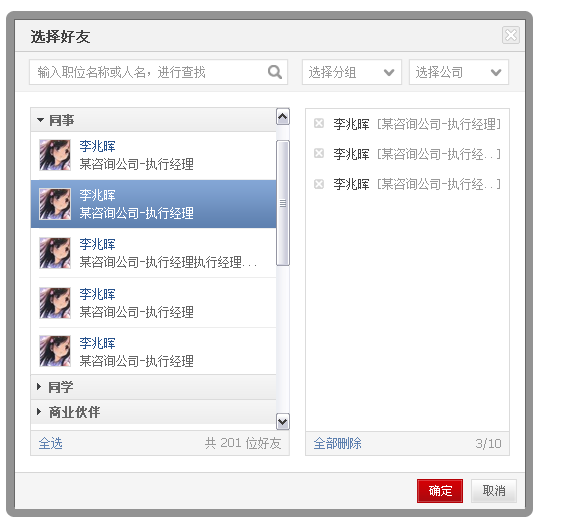 选择好友
输入职位名称或人名，进行查找
选择分组
选择公司
同事
李兆晖
某咨询公司-执行经理
李兆晖
某咨询公司-执行经理
李兆晖
某咨询公司-执行经理执行经理...
李兆晖
某咨询公司-执行经理
李兆晖
某咨询公司-执行经理
同学
商业伙伴
全选 共 201 位好友
李兆晖 [某咨询公司-执行经理]
李兆晖 [某咨询公司-执行经..]
李兆晖 [某咨询公司-执行经..]
全部删除 3/10
确定 取消